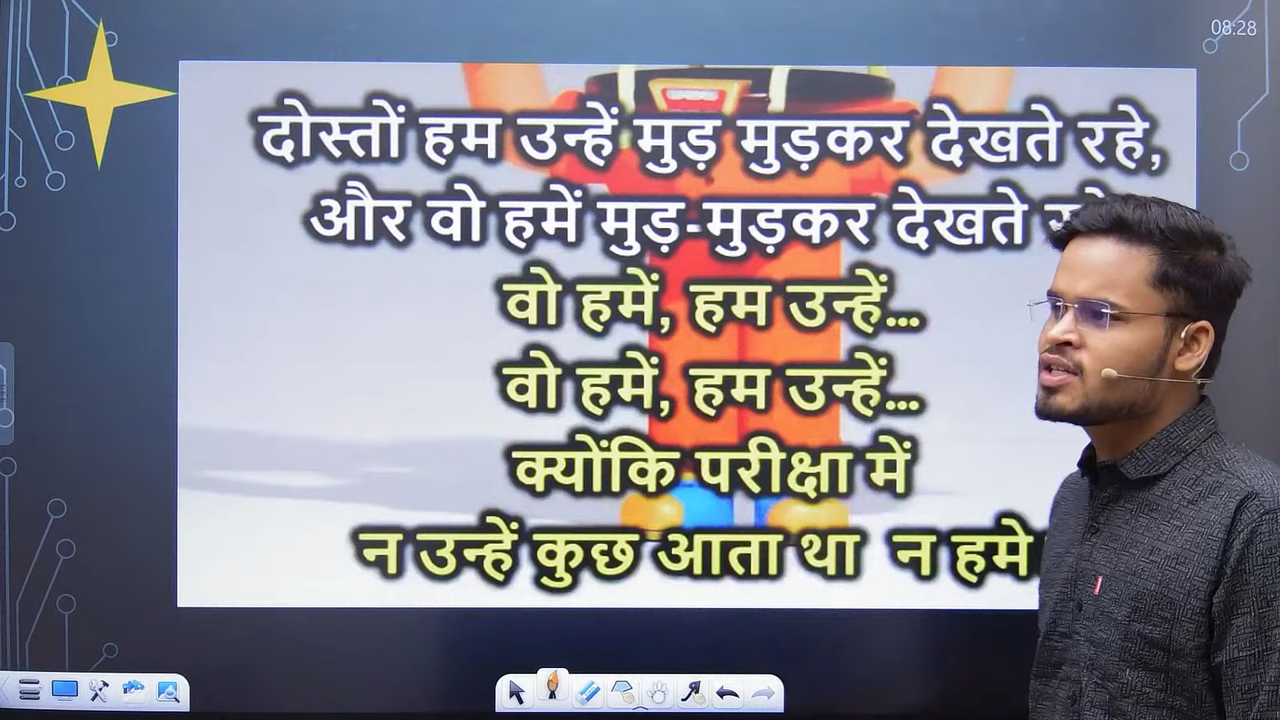 08:28
दोस्तों हम उन्हें मुड़ मुड़कर देखते रहे,
और वो हमें मुड़-मुड़कर देखते
वो हमें, हम उन्हें...
वो हमें, हम उन्हें...
क्योंकि परीक्षा में
न उन्हें कुछ आता था न हमे